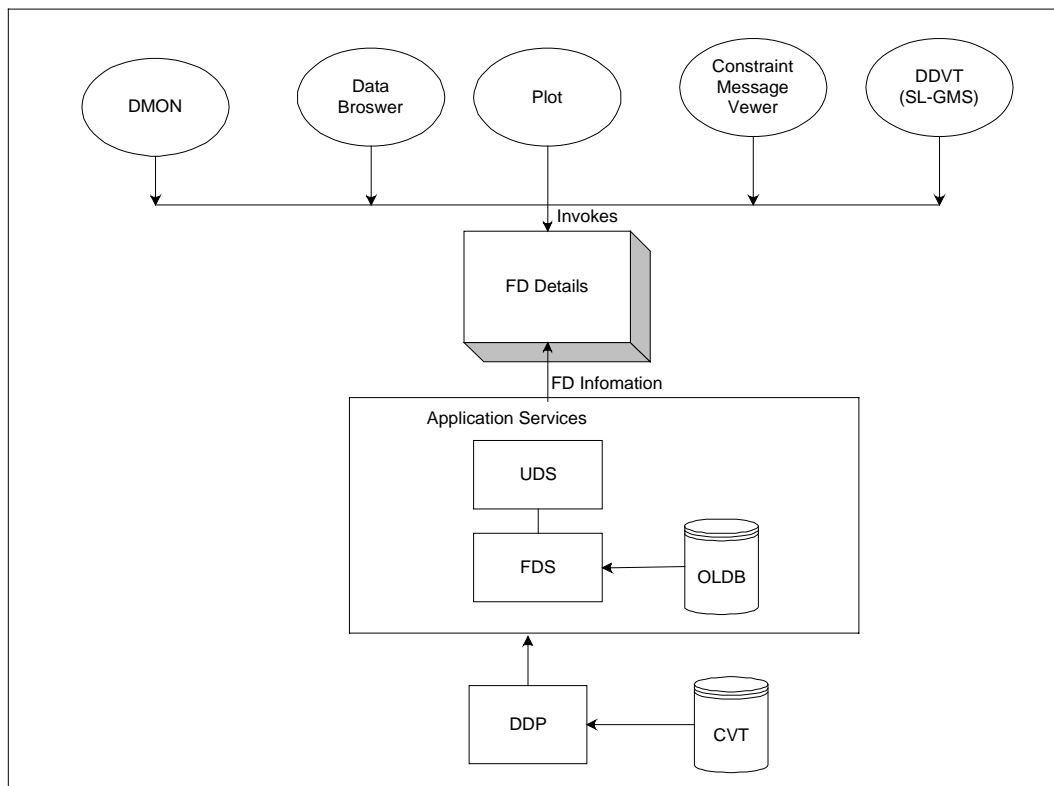 DMON
Data
Broswer
Plot
Constraint
Message
Vewer
DDVT
(SL-GMS)
Invokes
FD Details
FD Infomation
Application Services
UDS
FDS
OLDB
DDP
CVT